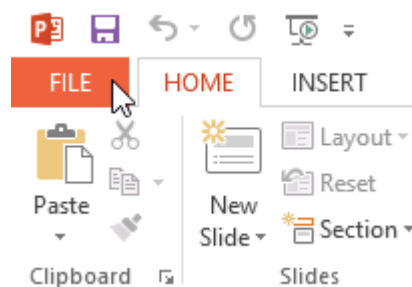 FILE HOME INSERT
Paste
New
Slide
Layout
Reset
Section
Clipboard
Slides